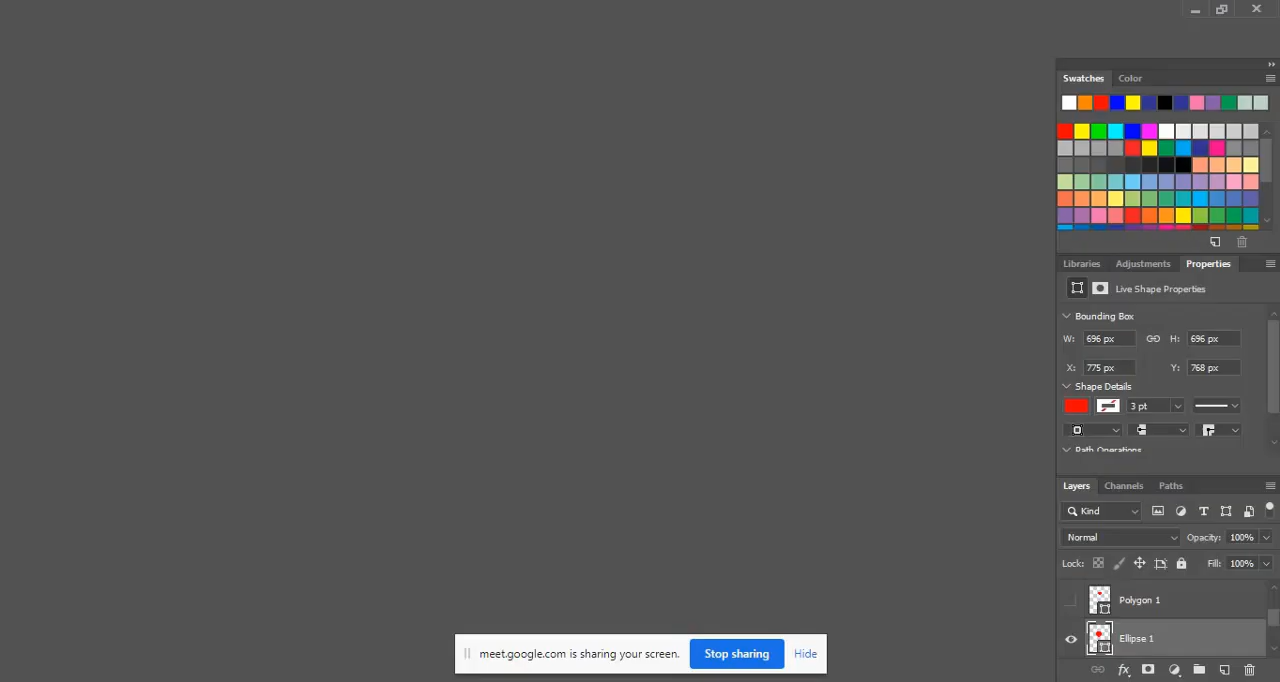 Swatches Color
Libraries Adjustments Properties
Live Shape Properties
Bounding Box
W: 696 px H: 696 px
X: 775 px Y: 768 px
Shape Details
3 pt
Path Operations
Layers Channels Paths
Kind
Normal Opacity: 100%
Lock: Fill: 100%
Polygon 1
Ellipse 1
meet.google.com is sharing your screen. Stop sharing Hide
fx